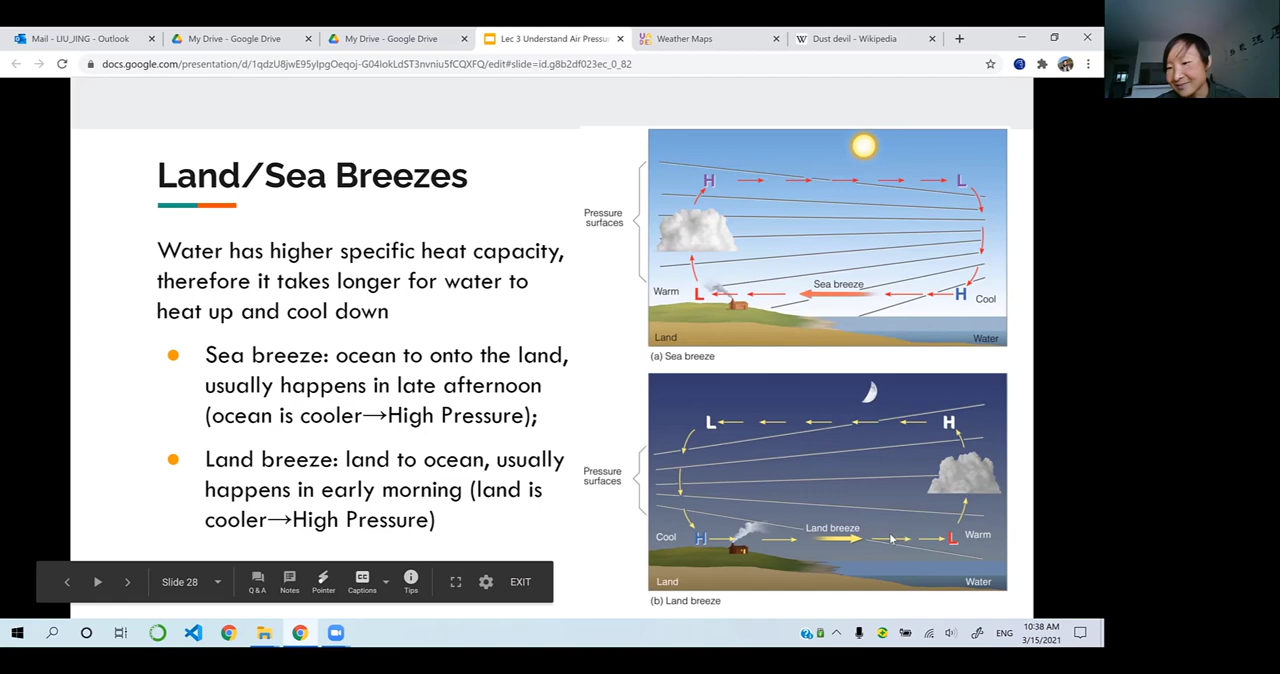 Mail - LIU_JING - Outlook
My Drive - Google Drive
My Drive - Google Drive
Lec 3 Understand Air Pressu
Weather Maps
Dust devil - Wikipedia
docs.google.com/presentation/d/1qdzU8jwE95ylpgOeqoj-G04lokLdST3nvniu5fCQXFQ/edit#slide=id.g8b2df023ec_0_82
Land/Sea Breezes
Water has higher specific heat capacity,
therefore it takes longer for water to
heat up and cool down
Sea breeze: ocean to onto the land,
usually happens in late afternoon
(ocean is cooler→High Pressure);
Land breeze: land to ocean, usually
happens in early morning (land is
cooler→High Pressure)
H
L
Pressure
surfaces
Sea breeze
Warm
L
H
Cool
Land
Water
(a) Sea breeze
L
H
Pressure
surfaces
Land breeze
Cool
H
L
Warm
Land
Water
(b) Land breeze
Slide 28
Q & A
Notes
Pointer
Captions
Tips
EXIT
ENG
10:38 AM
3/15/2021